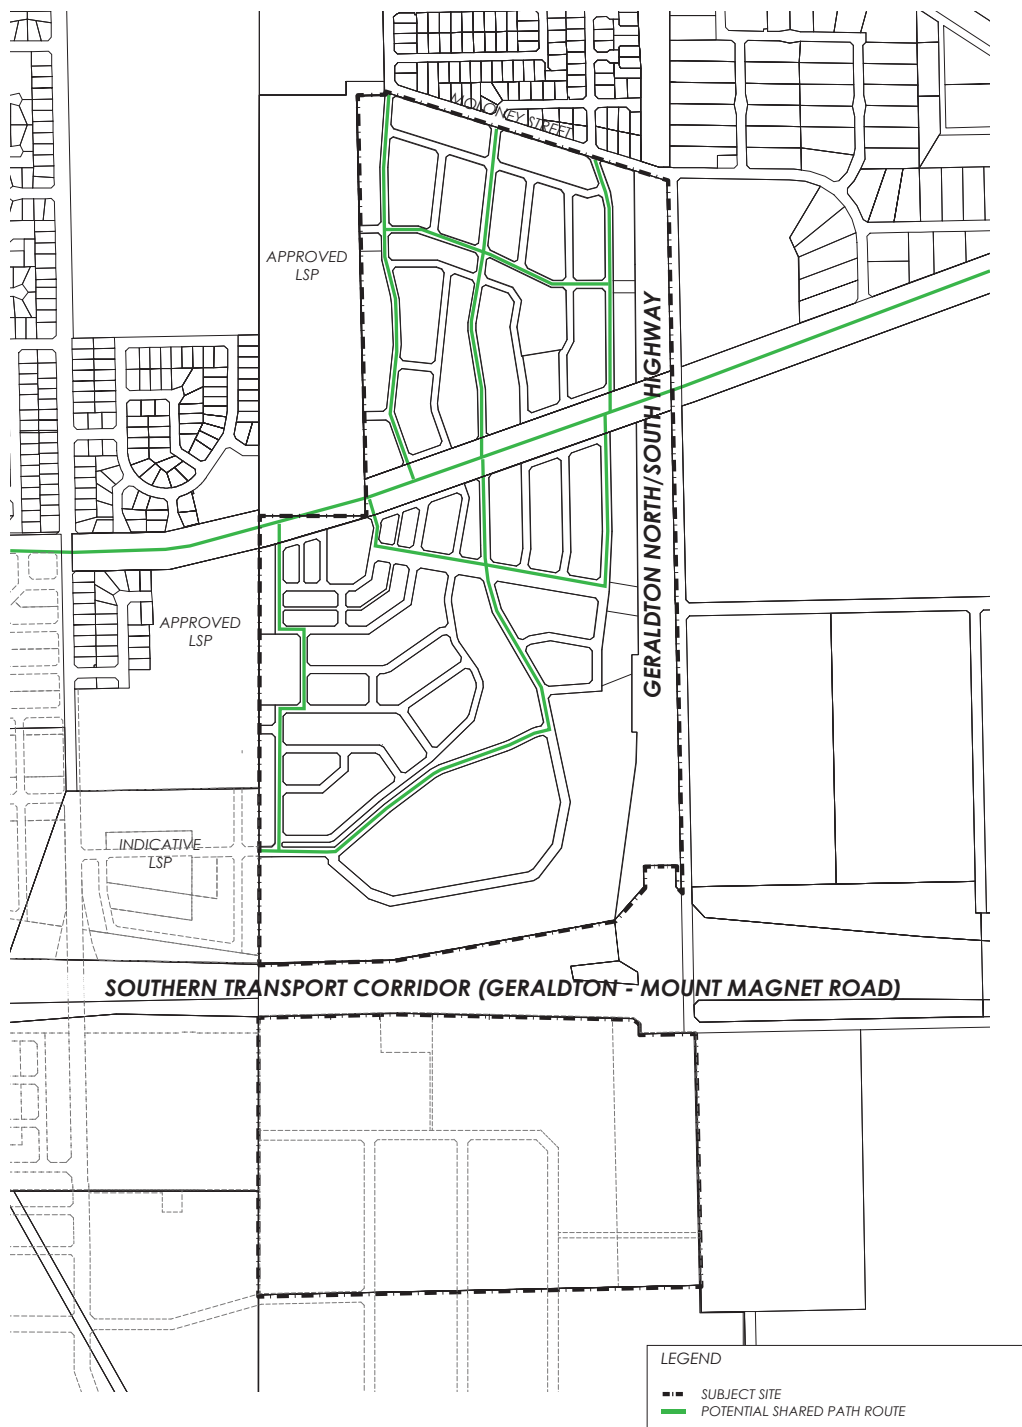 MOLONEY STREET
APPROVED
LSP
GERALDTON NORTH/SOUTH HIGHWAY
APPROVED
LSP
INDICATIVE
LSP
SOUTHERN TRANSPORT CORRIDOR (GERALDTON - MOUNT MAGNET ROAD)
LEGEND
SUBJECT SITE
POTENTIAL SHARED PATH ROUTE